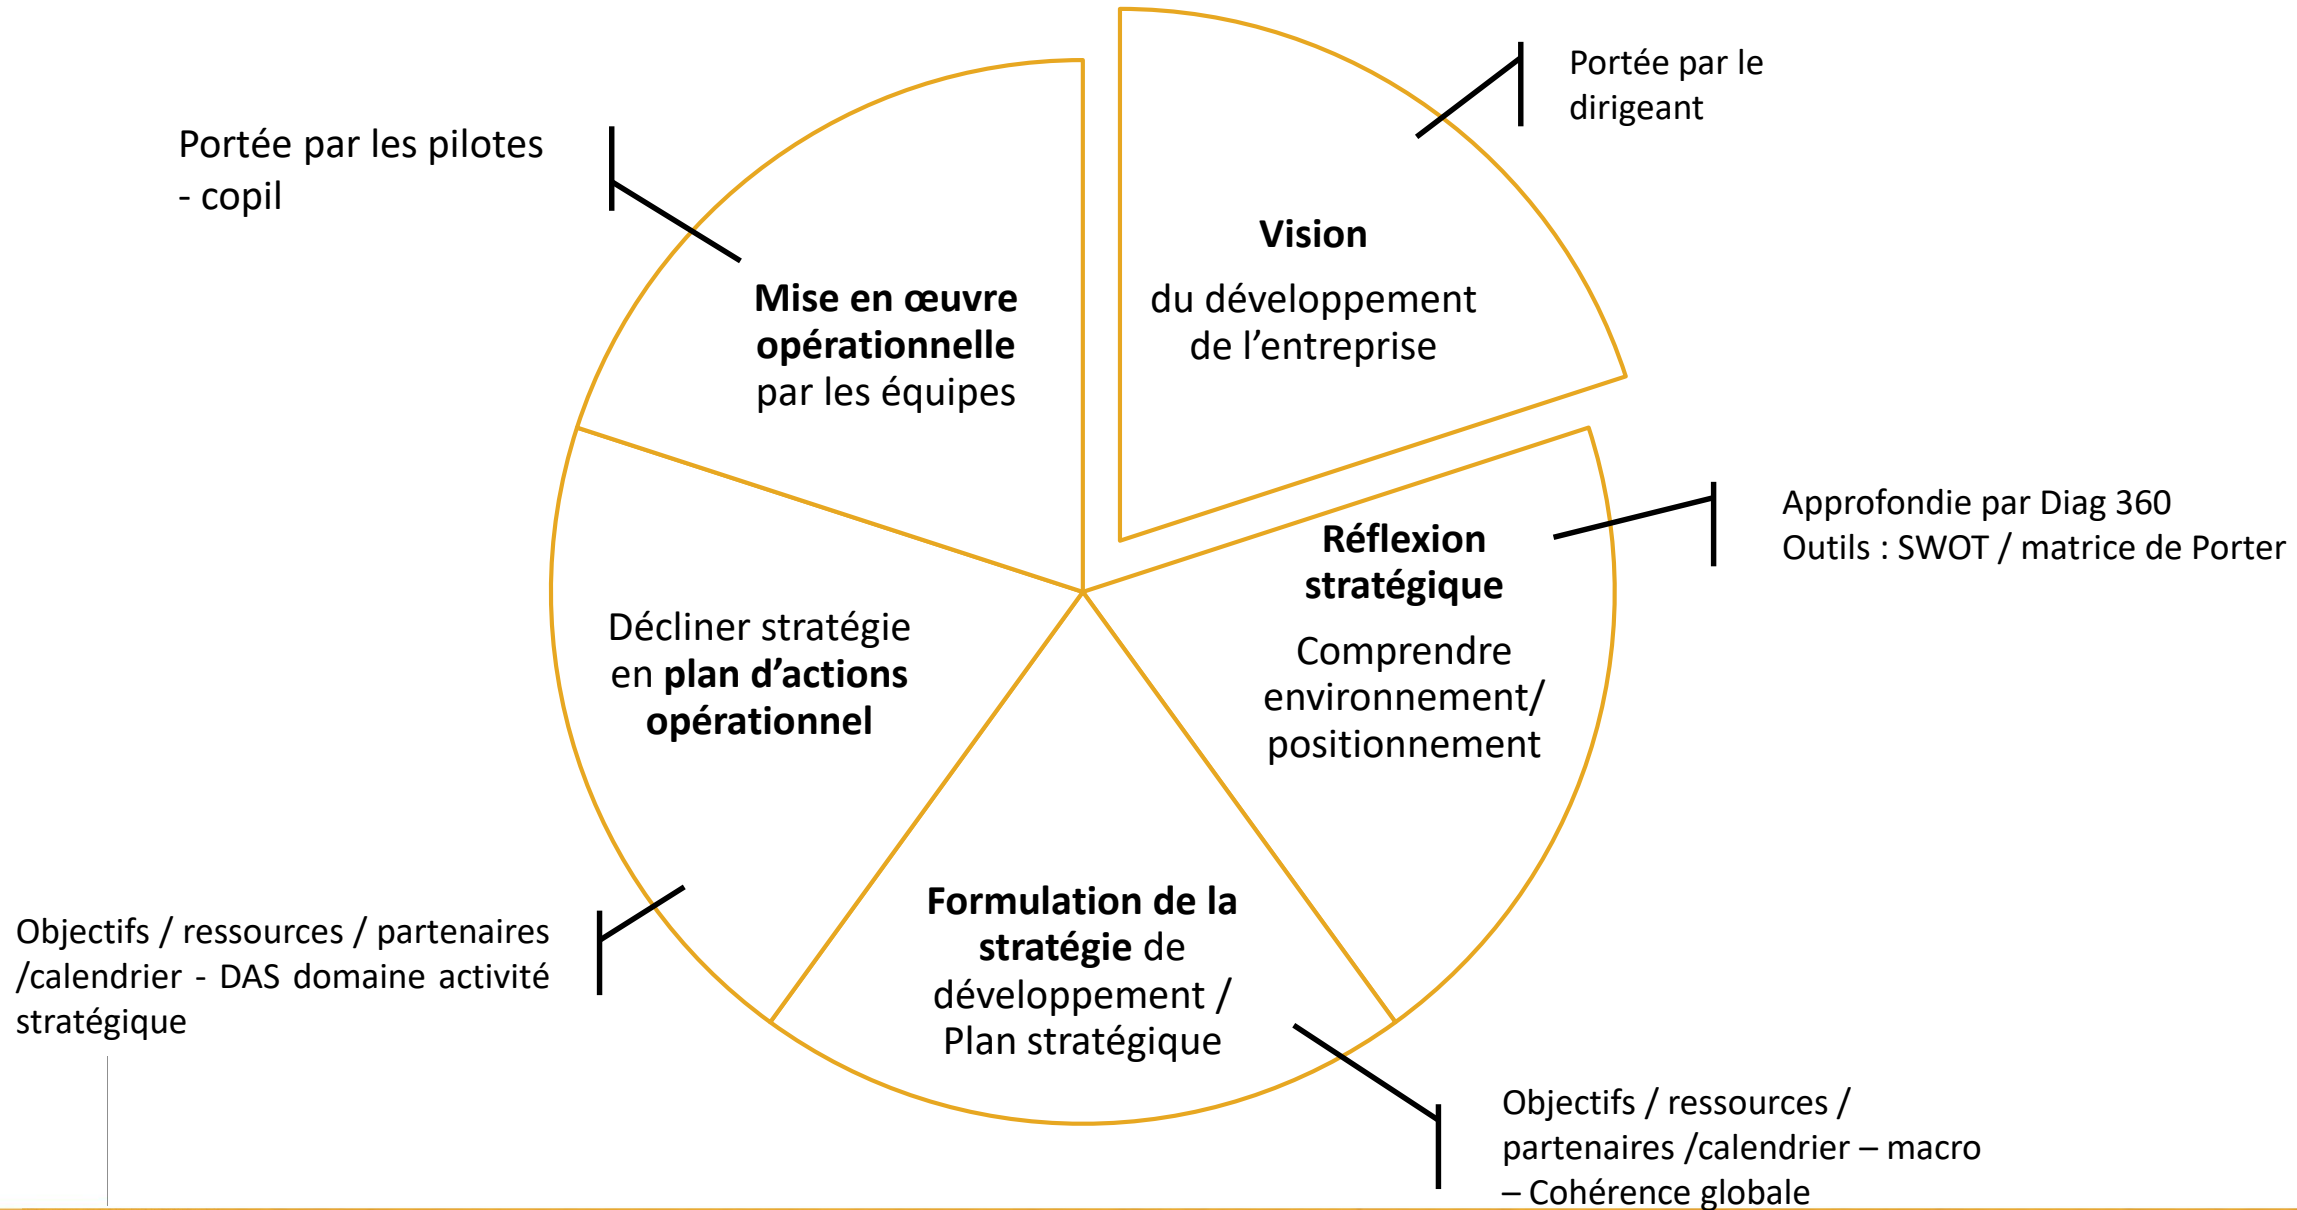 Portée par le
dirigeant
Vision
du développement
de l’entreprise
Approfondie par Diag 360
Outils : SWOT / matrice de Porter
Réflexion
stratégique
Comprendre
environnement/
positionnement
Formulation de la
stratégie de
développement /
Plan stratégique
Objectifs / ressources /
partenaires /calendrier – macro
– Cohérence globale
Décliner stratégie
en plan d’actions
opérationnel
Objectifs / ressources / partenaires
/calendrier - DAS domaine activité
stratégique
Mise en œuvre
opérationnelle
par les équipes
Portée par les pilotes
- copil